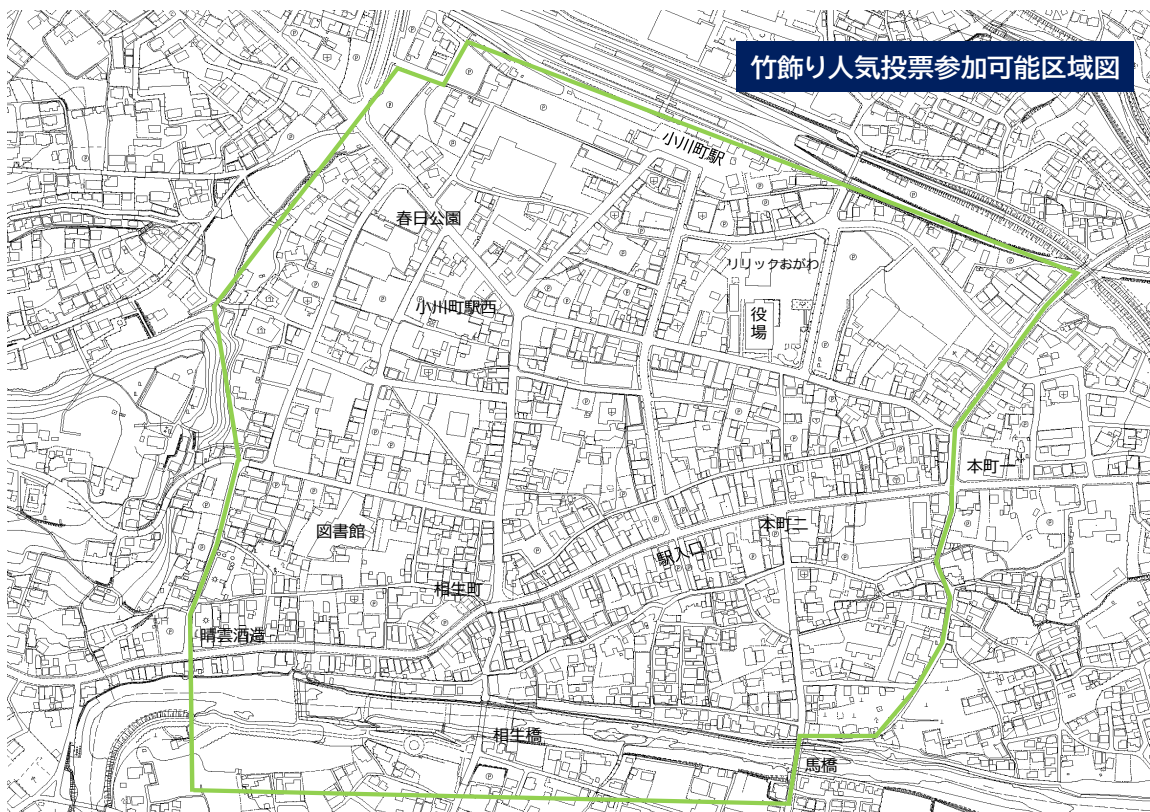 竹飾り人気投票参加可能区域図
小川町駅
春日公園
リリックおがわ
小川町駅西
役
場
本町一
本町二
図書館
駅入口
相生町
晴雲酒造
相生橋
馬橋